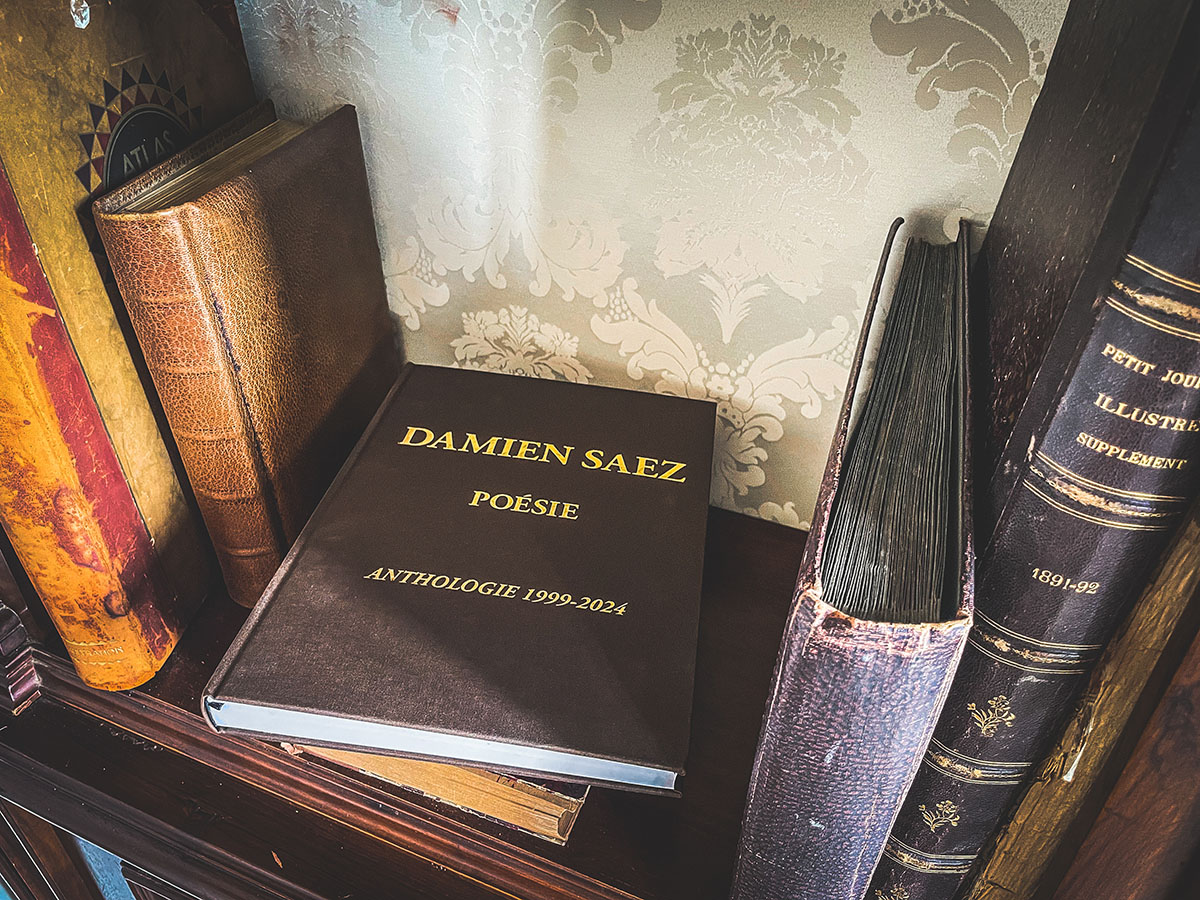 ATLAS
DAMIEN SAEZ
POÉSIE
ANTHOLOGIE 1999-2024
PETIT JOU
ILLUSTRE
SUPPLEMENT
1891-92